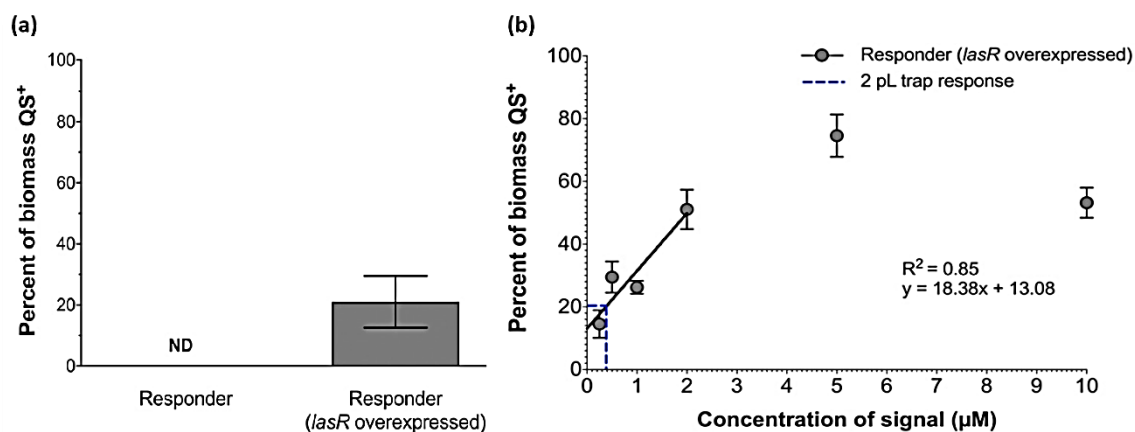 (a)
Percent of biomass QS⁺
100
80
60
40
20
0
ND
Responder
Responder
(lasR overexpressed)
(b)
Percent of biomass QS⁺
100
80
60
40
20
0
Responder (lasR overexpressed)
2 pL trap response
R² = 0.85
y = 18.38x + 13.08
0 1 2 3 4 5 6 7 8 9 10
Concentration of signal (µM)